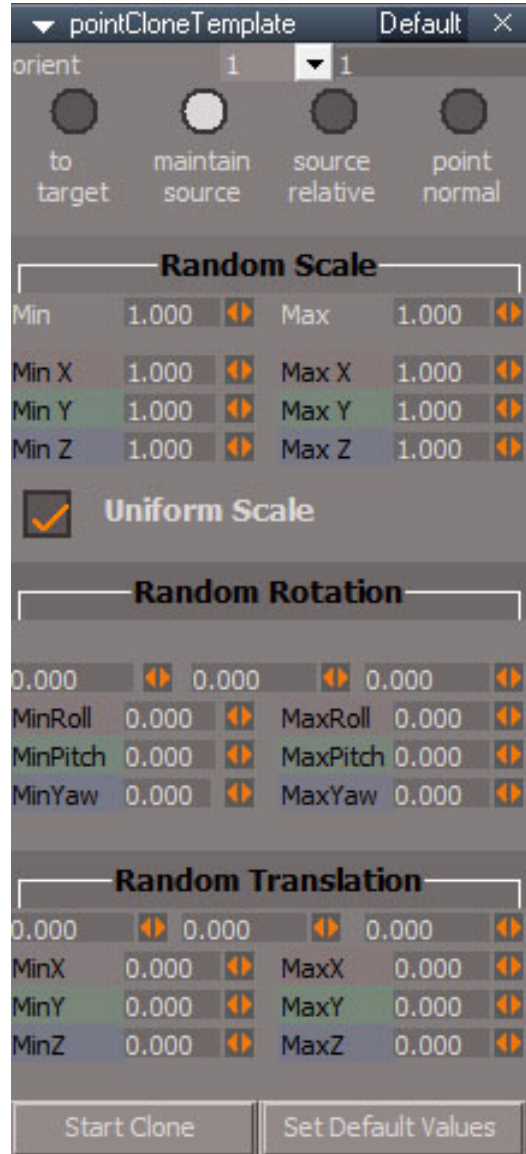 pointCloneTemplate Default ×
orient 1 1
to target maintain source source relative point normal
Random Scale
Min 1.000 Max 1.000
Min X 1.000 Max X 1.000
Min Y 1.000 Max Y 1.000
Min Z 1.000 Max Z 1.000
Uniform Scale
Random Rotation
0.000 0.000 0.000
MinRoll 0.000 MaxRoll 0.000
MinPitch 0.000 MaxPitch 0.000
MinYaw 0.000 MaxYaw 0.000
Random Translation
0.000 0.000 0.000
MinX 0.000 MaxX 0.000
MinY 0.000 MaxY 0.000
MinZ 0.000 MaxZ 0.000
Start Clone Set Default Values